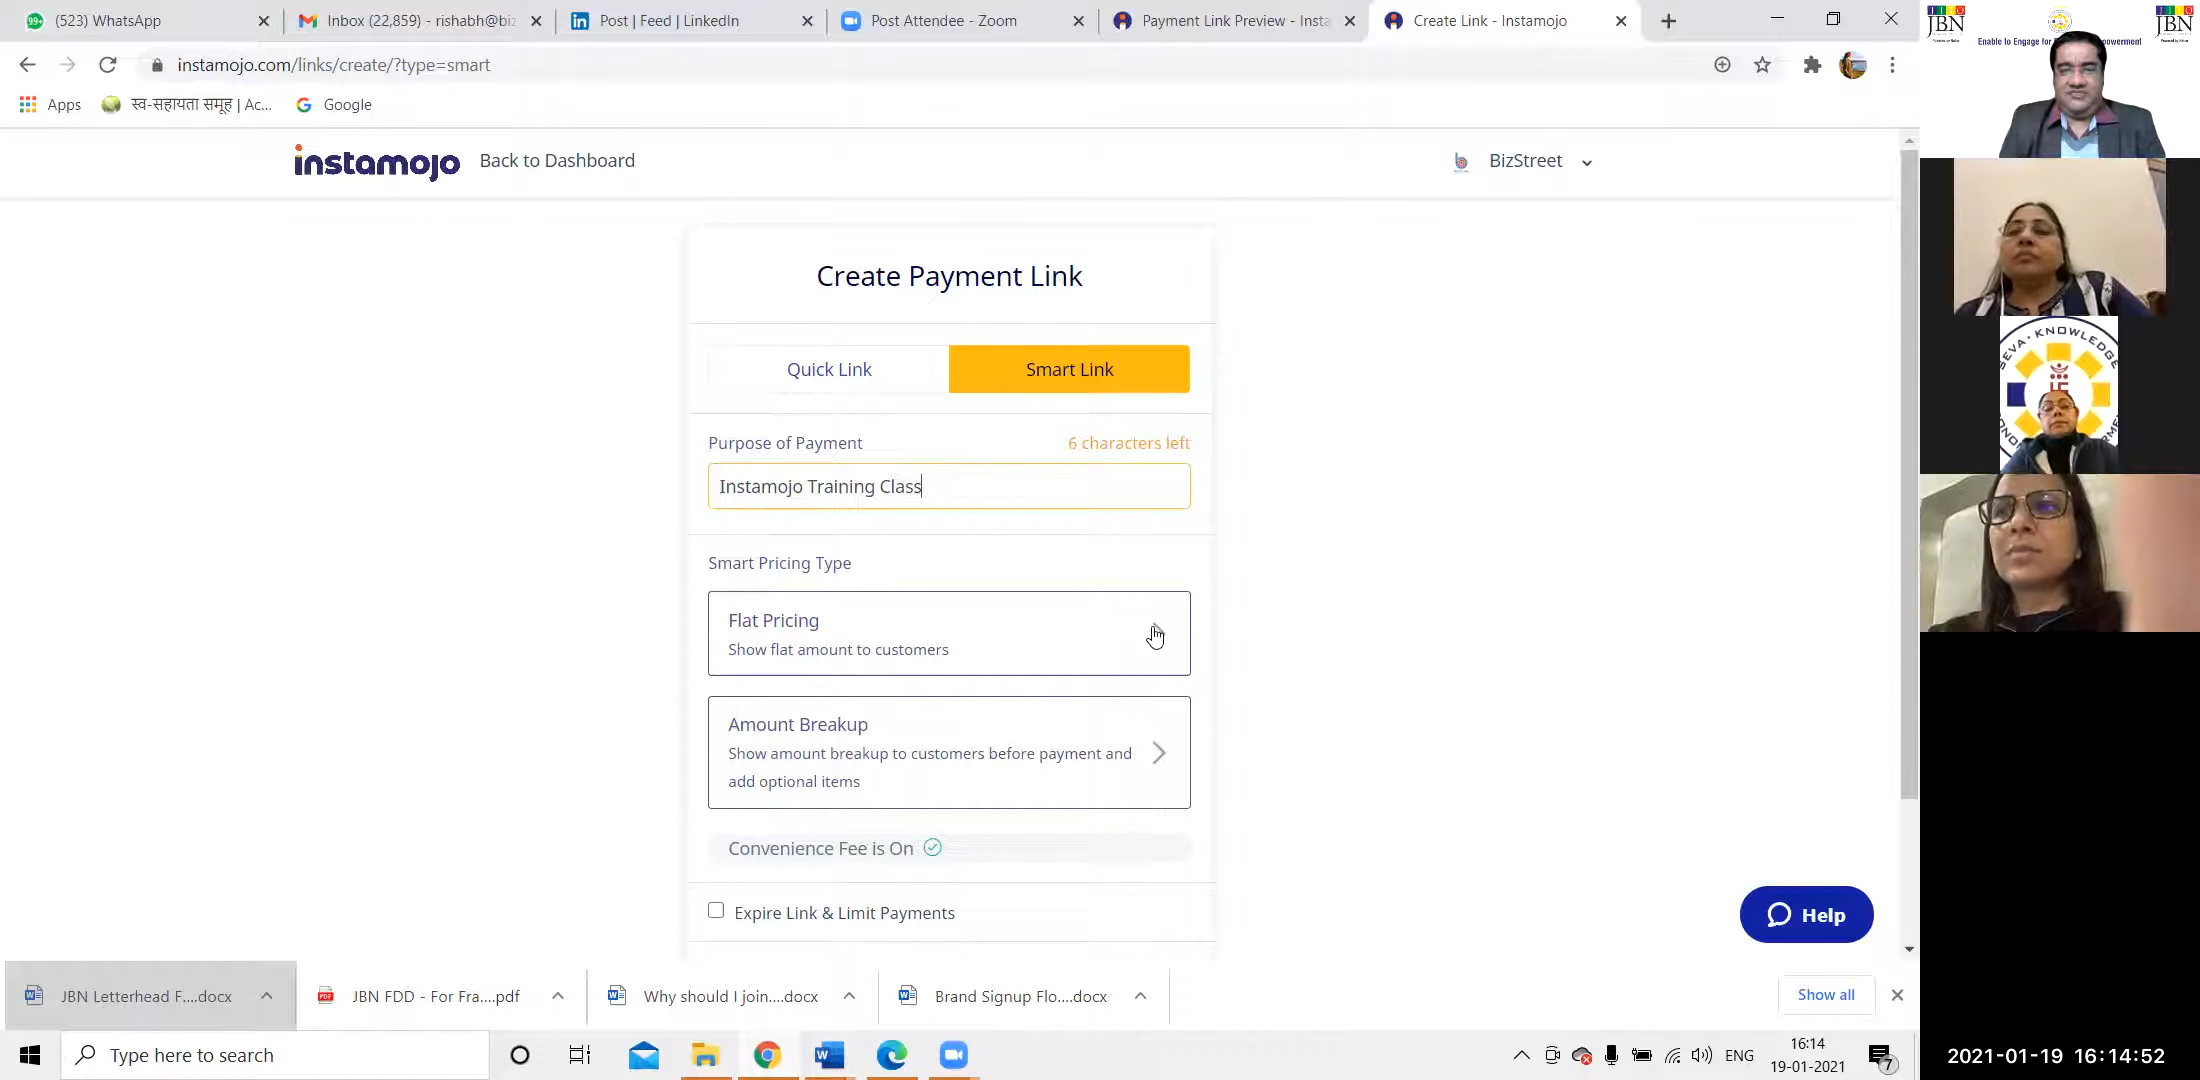 (523) WhatsApp
Inbox (22,859) - rishabh@biz
Post | Feed | LinkedIn
Post Attendee - Zoom
Payment Link Preview - Insta
Create Link - Instamojo
instamojo.com/links/create/?type=smart
Apps
स्व-सहायता समूह | Ac...
Google
instamojo
Back to Dashboard
BizStreet
Create Payment Link
Quick Link
Smart Link
Purpose of Payment
6 characters left
Instamojo Training Class
Smart Pricing Type
Flat Pricing
Show flat amount to customers
Amount Breakup
Show amount breakup to customers before payment and
add optional items
Convenience Fee is On
Expire Link & Limit Payments
Help
JBN Letterhead F....docx
JBN FDD - For Fra....pdf
Why should I join....docx
Brand Signup Flo....docx
Show all
Type here to search
ENG
16:14
19-01-2021
7
JBN
JBN
Enable to Engage for
SEVA · KNOWLEDGE
2021-01-19 16:14:52